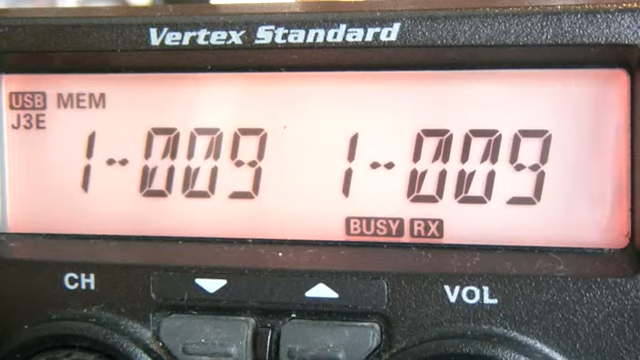 Vertex Standard
USB MEM
J3E
1-009 1-009
BUSY RX
CH VOL